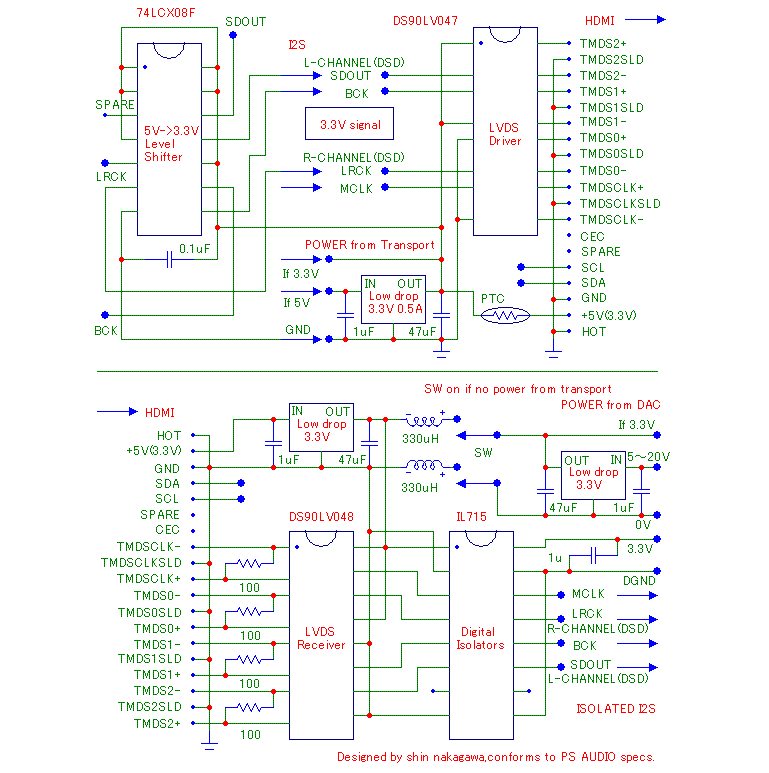 74LCX08F
SDOUT
SPARE
5V->3.3V
Level
Shifter
LRCK
0.1uF
BCK
I2S
L-CHANNEL(DSD)
SDOUT
BCK
3.3V signal
R-CHANNEL(DSD)
LRCK
MCLK
POWER from Transport
If 3.3V
If 5V
GND
IN OUT
Low drop
3.3V 0.5A
1uF
47uF
DS90LV047
LVDS
Driver
PTC
HDMI
TMDS2+
TMDS2SLD
TMDS2-
TMDS1+
TMDS1SLD
TMDS1-
TMDS0+
TMDS0SLD
TMDS0-
TMDSCLK+
TMDSCLKSLD
TMDSCLK-
CEC
SPARE
SCL
SDA
GND
+5V(3.3V)
HOT
HDMI
HOT
+5V(3.3V)
GND
SDA
SCL
SPARE
CEC
TMDSCLK-
TMDSCLKSLD
TMDSCLK+
TMDS0-
TMDS0SLD
TMDS0+
TMDS1-
TMDS1SLD
TMDS1+
TMDS2-
TMDS2SLD
TMDS2+
100
100
100
100
IN OUT
Low drop
3.3V
1uF
47uF
- +
330uH
- +
330uH
SW on if no power from transport
POWER from DAC
SW
If 3.3V
5~20V
OUT IN
Low drop
3.3V
47uF
1uF
0V
DS90LV048
LVDS
Receiver
IL715
Digital
Isolators
1u
3.3V
DGND
MCLK
LRCK
R-CHANNEL(DSD)
BCK
SDOUT
L-CHANNEL(DSD)
ISOLATED I2S
Designed by shin nakagawa,conforms to PS AUDIO specs.